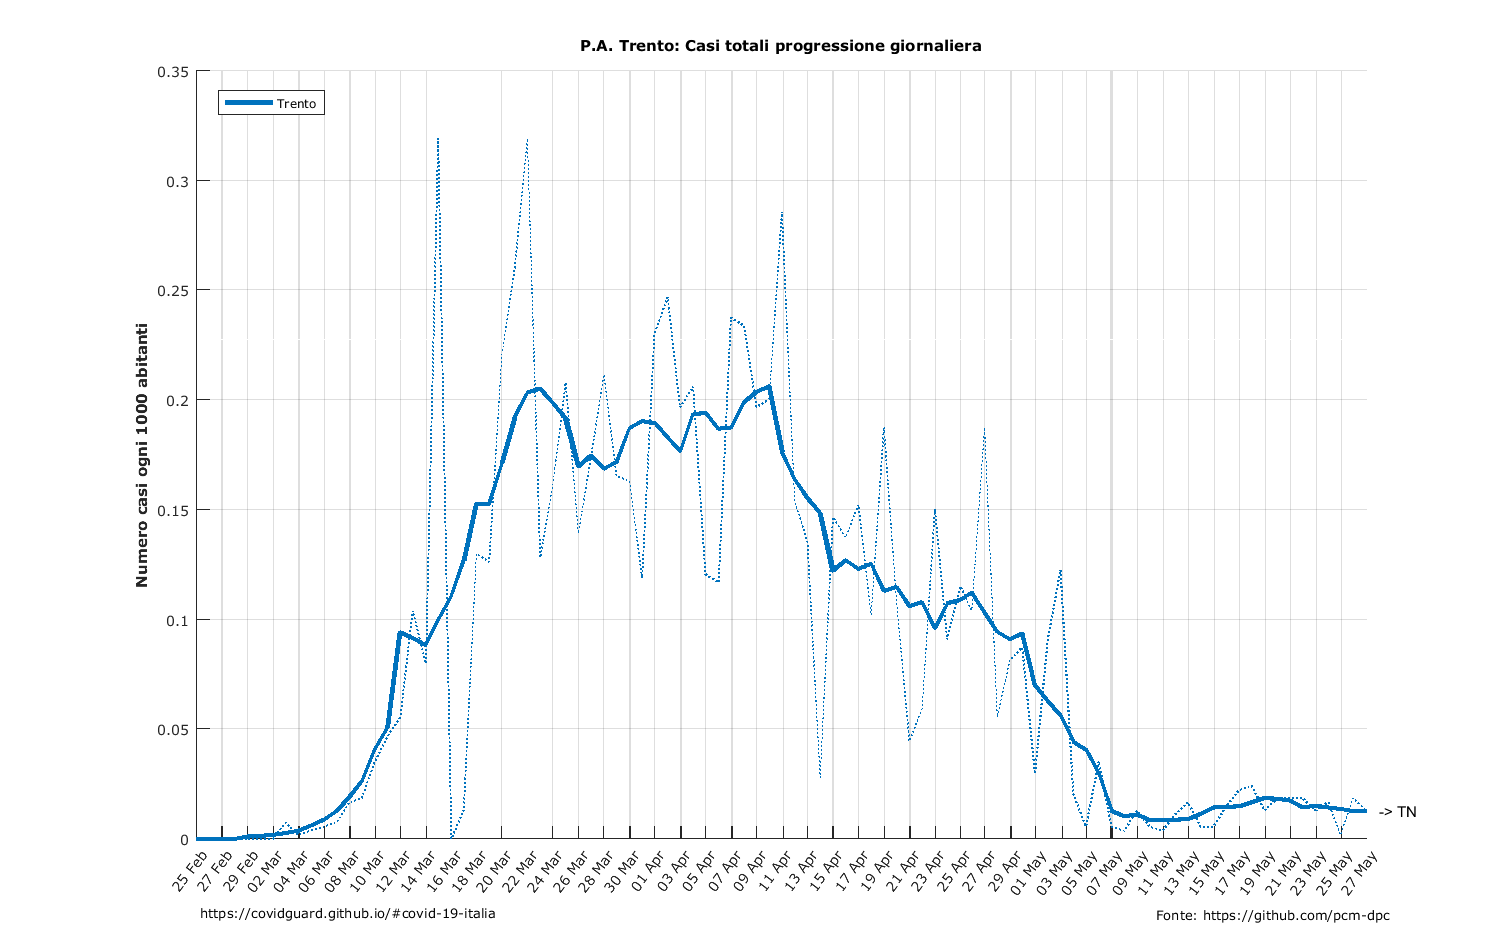 P.A. Trento: Casi totali progressione giornaliera
Trento
Numero casi ogni 1000 abitanti
0.35
0.3
0.25
0.2
0.15
0.1
0.05
0
-> TN
25 Feb
27 Feb
29 Feb
02 Mar
04 Mar
06 Mar
08 Mar
10 Mar
12 Mar
14 Mar
16 Mar
18 Mar
20 Mar
22 Mar
24 Mar
26 Mar
28 Mar
30 Mar
01 Apr
03 Apr
05 Apr
07 Apr
09 Apr
11 Apr
13 Apr
15 Apr
17 Apr
19 Apr
21 Apr
23 Apr
25 Apr
27 Apr
29 Apr
01 May
03 May
05 May
07 May
09 May
11 May
13 May
15 May
17 May
19 May
21 May
23 May
25 May
27 May
https://covidguard.github.io/#covid-19-italia
Fonte: https://github.com/pcm-dpc